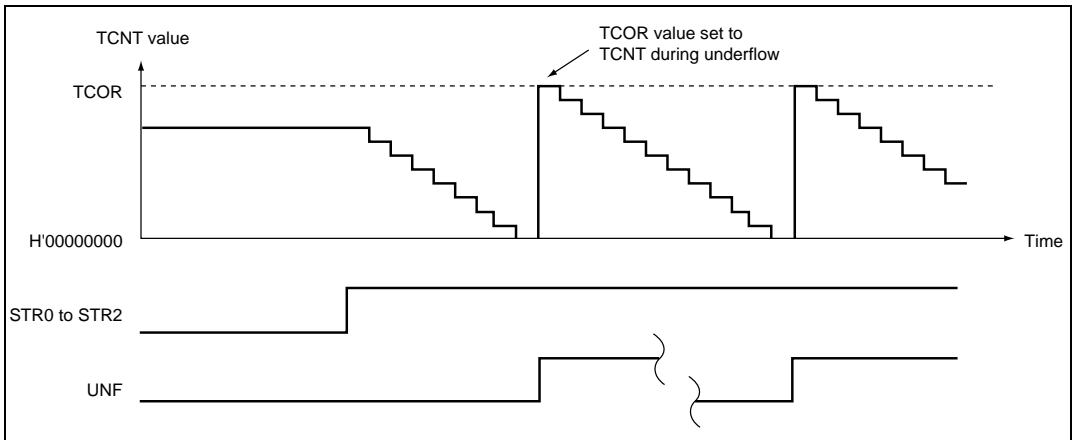 TCNT value
TCOR value set to
TCNT during underflow
TCOR
H'00000000
Time
STR0 to STR2
UNF